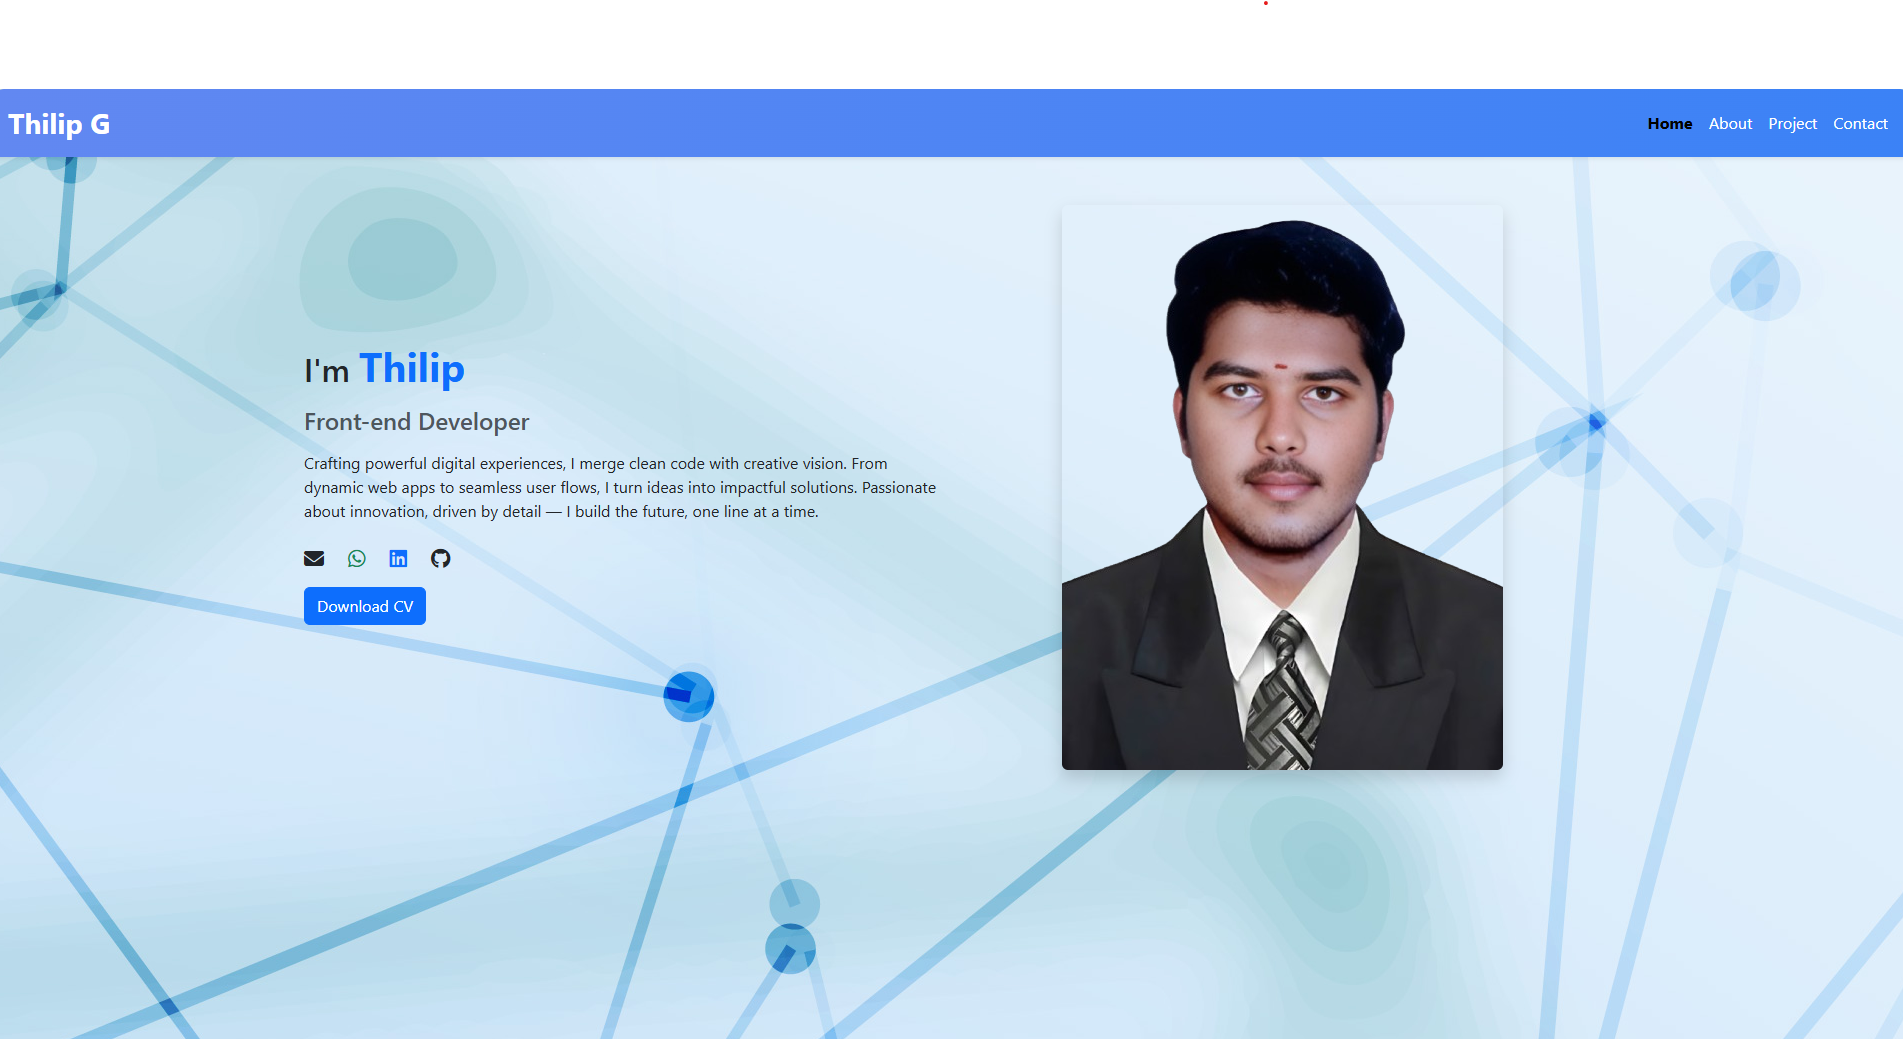 Thilip G
Home About Project Contact
I'm Thilip
Front-end Developer
Crafting powerful digital experiences, I merge clean code with creative vision. From
dynamic web apps to seamless user flows, I turn ideas into impactful solutions. Passionate
about innovation, driven by detail — I build the future, one line at a time.
in
Download CV